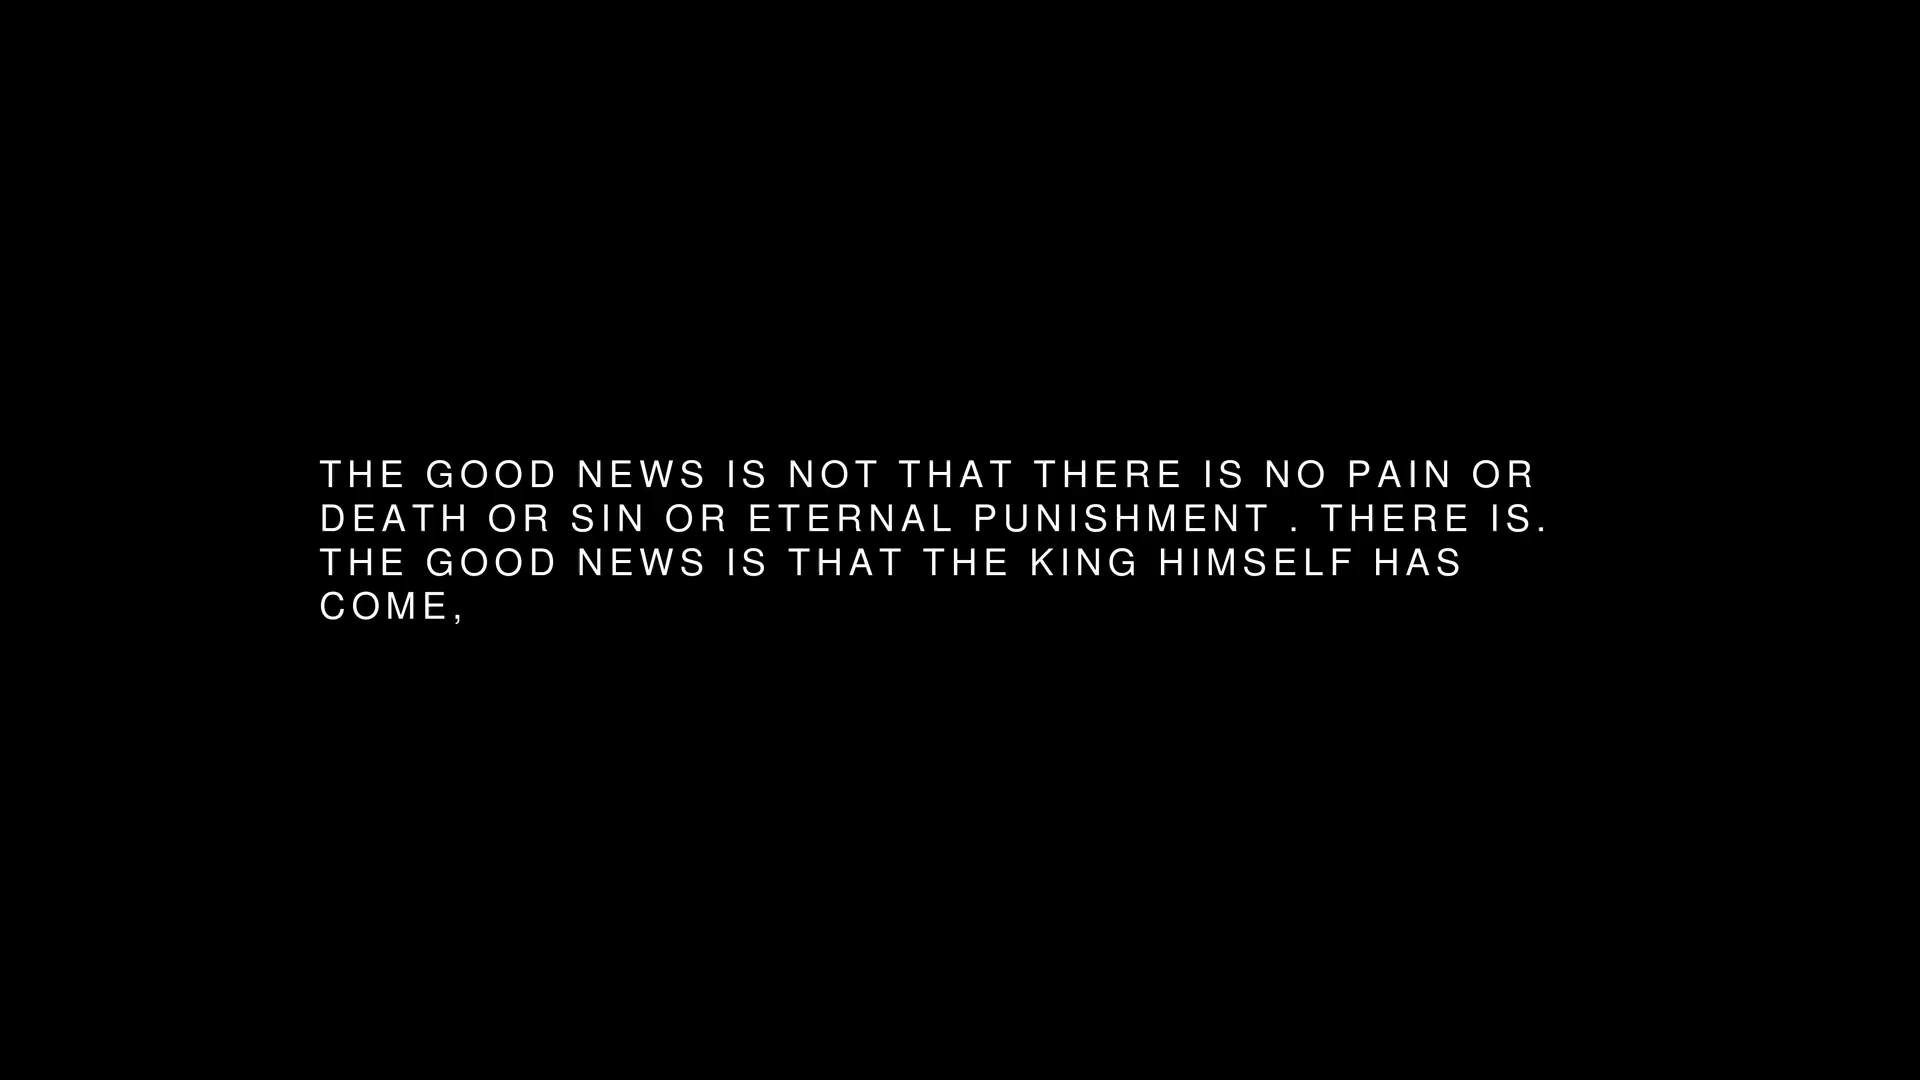 THE GOOD NEWS IS NOT THAT THERE IS NO PAIN OR
DEATH OR SIN OR ETERNAL PUNISHMENT . THERE IS.
THE GOOD NEWS IS THAT THE KING HIMSELF HAS
COME,